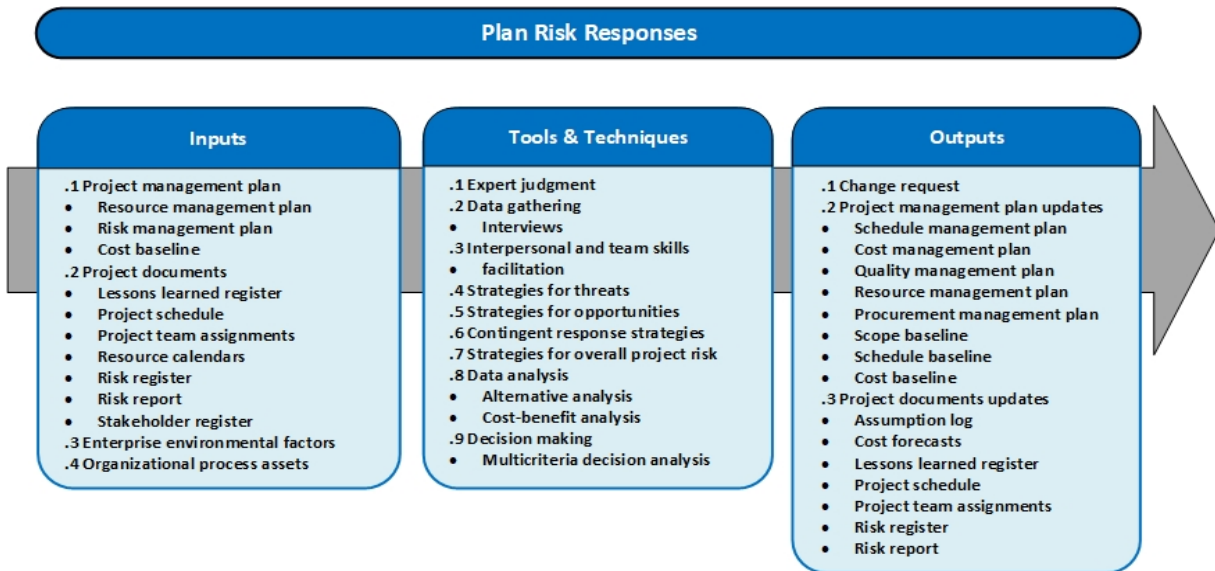 Plan Risk Responses
Inputs
.1 Project management plan
• Resource management plan
• Risk management plan
• Cost baseline
.2 Project documents
• Lessons learned register
• Project schedule
• Project team assignments
• Resource calendars
• Risk register
• Risk report
• Stakeholder register
.3 Enterprise environmental factors
.4 Organizational process assets
Tools & Techniques
.1 Expert judgment
.2 Data gathering
• Interviews
.3 Interpersonal and team skills
• facilitation
.4 Strategies for threats
.5 Strategies for opportunities
.6 Contingent response strategies
.7 Strategies for overall project risk
.8 Data analysis
• Alternative analysis
• Cost-benefit analysis
.9 Decision making
• Multicriteria decision analysis
Outputs
.1 Change request
.2 Project management plan updates
• Schedule management plan
• Cost management plan
• Quality management plan
• Resource management plan
• Procurement management plan
• Scope baseline
• Schedule baseline
• Cost baseline
.3 Project documents updates
• Assumption log
• Cost forecasts
• Lessons learned register
• Project schedule
• Project team assignments
• Risk register
• Risk report